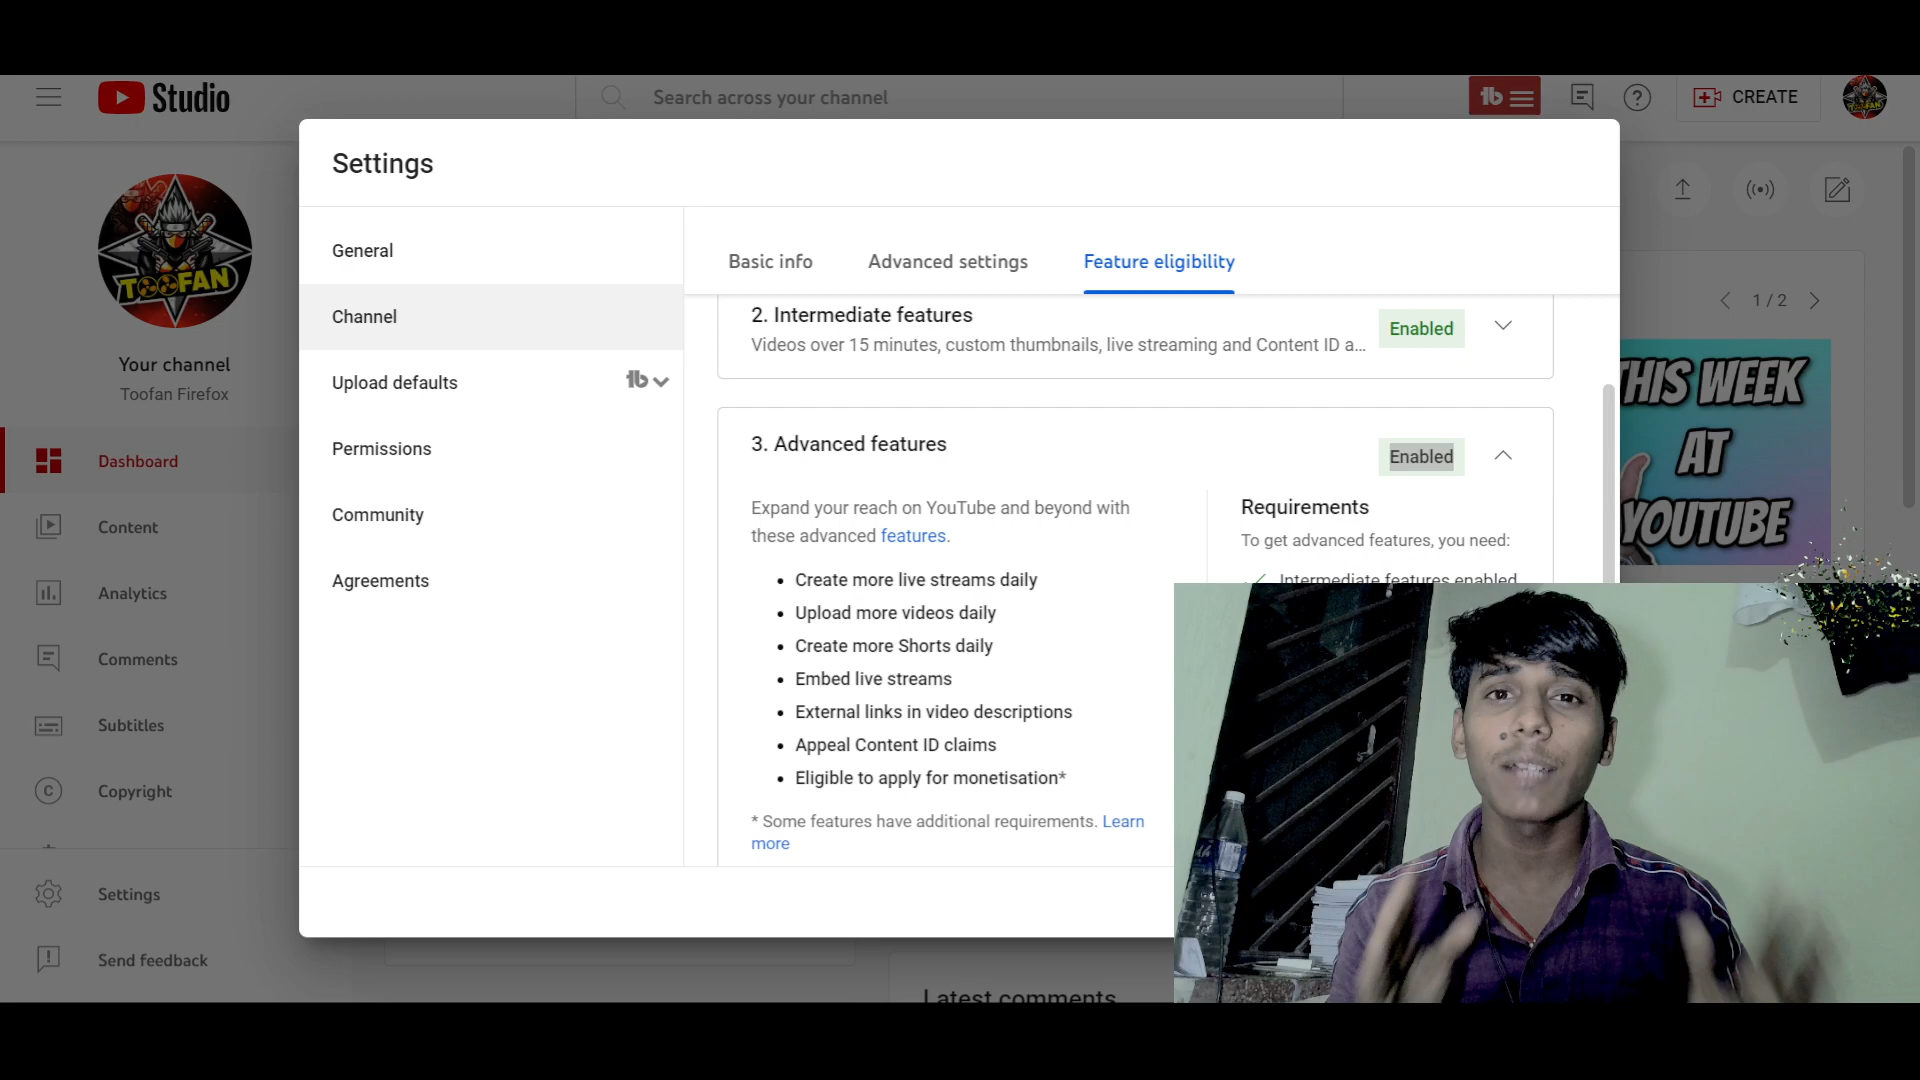 Studio
Search across your channel
CREATE
TOOFAN
Your channel
Toofan Firefox
Dashboard
Content
Analytics
Comments
Subtitles
Copyright
Settings
Send feedback
Settings
General
Channel
Upload defaults
Permissions
Community
Agreements
Basic info
Advanced settings
Feature eligibility
2. Intermediate features
Videos over 15 minutes, custom thumbnails, live streaming and Content ID a...
Enabled
3. Advanced features
Enabled
Expand your reach on YouTube and beyond with
these advanced features.
Create more live streams daily
Upload more videos daily
Create more Shorts daily
Embed live streams
External links in video descriptions
Appeal Content ID claims
Eligible to apply for monetisation*
* Some features have additional requirements. Learn
more
Requirements
To get advanced features, you need:
Intermediate features enabled
1 / 2
THIS WEEK
AT
YOUTUBE
Latest comments